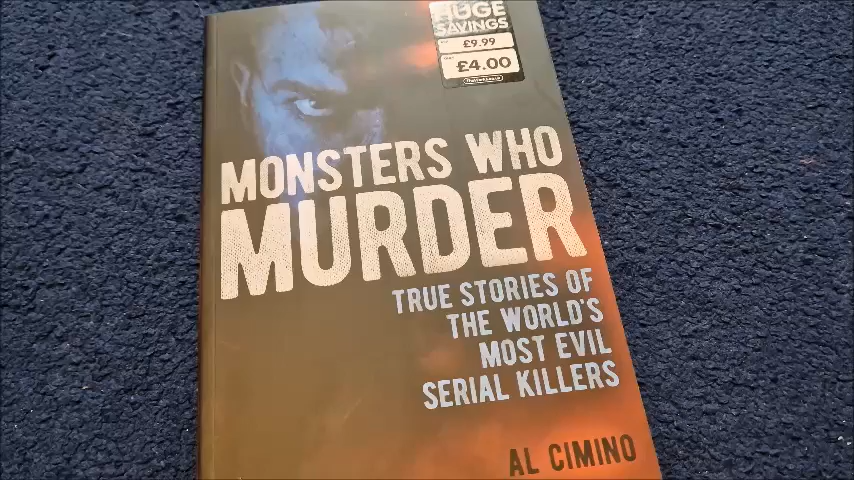 HUGE
SAVINGS
£9.99
£4.00
MONSTERS WHO
MURDER
TRUE STORIES OF
THE WORLD'S
MOST EVIL
SERIAL KILLERS
AL CIMINO